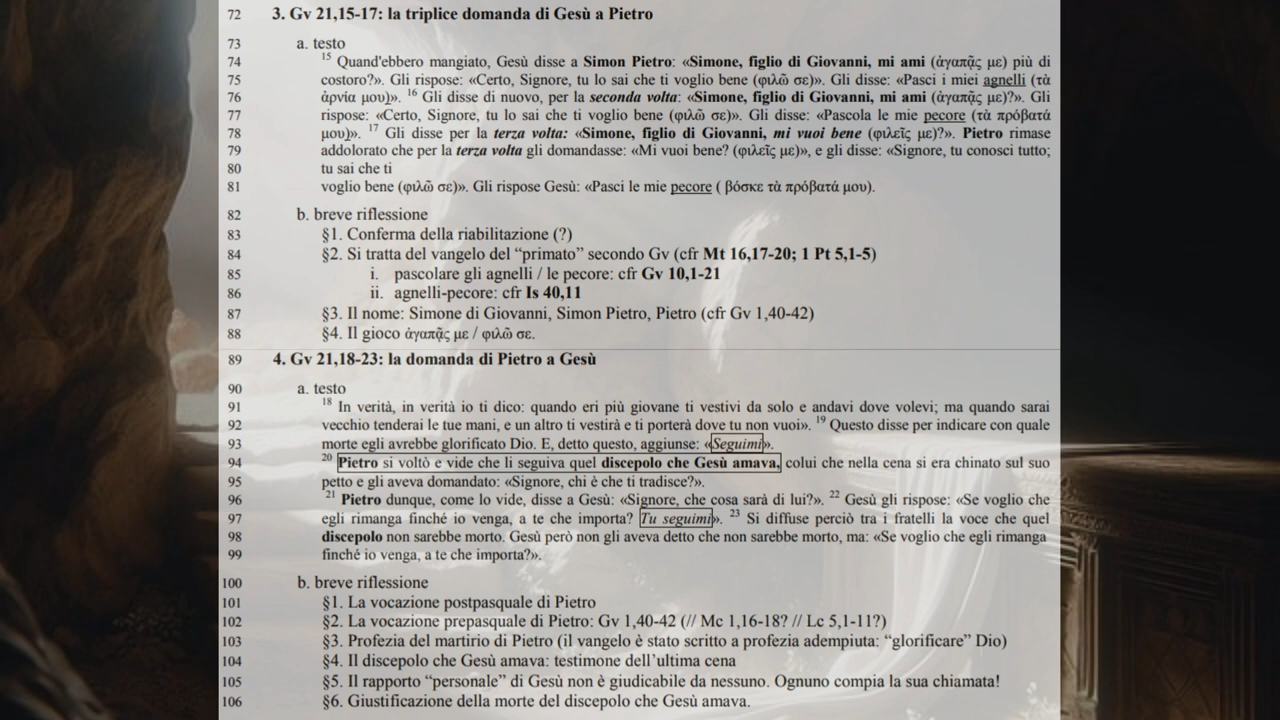 72 3. Gv 21,15-17: la triplice domanda di Gesù a Pietro
73 a. testo
74 15 Quand'ebbero mangiato, Gesù disse a Simon Pietro: «Simone, figlio di Giovanni, mi ami (ἀγαπᾷς με) più di
75 costoro?». Gli rispose: «Certo, Signore, tu lo sai che ti voglio bene (φιλῶ σε)». Gli disse: «Pasci i miei agnelli (τὰ
76 ἀρνία μου)». 16 Gli disse di nuovo, per la seconda volta: «Simone, figlio di Giovanni, mi ami (ἀγαπᾷς με)?». Gli
77 rispose: «Certo, Signore, tu lo sai che ti voglio bene (φιλῶ σε)». Gli disse: «Pascola le mie pecore (τὰ πρόβατά
78 μου)». 17 Gli disse per la terza volta: «Simone, figlio di Giovanni, mi vuoi bene (φιλεῖς με)?». Pietro rimase
79 addolorato che per la terza volta gli domandasse: «Mi vuoi bene? (φιλεῖς με)», e gli disse: «Signore, tu conosci tutto;
80 tu sai che ti
81 voglio bene (φιλῶ σε)». Gli rispose Gesù: «Pasci le mie pecore ( βόσκε τὰ πρόβατά μου).
82 b. breve riflessione
83 §1. Conferma della riabilitazione (?)
84 §2. Si tratta del vangelo del “primato” secondo Gv (cfr Mt 16,17-20; 1 Pt 5,1-5)
85 i. pascolare gli agnelli / le pecore: cfr Gv 10,1-21
86 ii. agnelli-pecore: cfr Is 40,11
87 §3. Il nome: Simone di Giovanni, Simon Pietro, Pietro (cfr Gv 1,40-42)
88 §4. Il gioco ἀγαπᾷς με / φιλῶ σε.
89 4. Gv 21,18-23: la domanda di Pietro a Gesù
90 a. testo
91 18 In verità, in verità io ti dico: quando eri più giovane ti vestivi da solo e andavi dove volevi; ma quando sarai
92 vecchio tenderai le tue mani, e un altro ti vestirà e ti porterà dove tu non vuoi». 19 Questo disse per indicare con quale
93 morte egli avrebbe glorificato Dio. E, detto questo, aggiunse: «Seguimi».
94 20 Pietro si voltò e vide che li seguiva quel discepolo che Gesù amava, colui che nella cena si era chinato sul suo
95 petto e gli aveva domandato: «Signore, chi è che ti tradisce?».
96 21 Pietro dunque, come lo vide, disse a Gesù: «Signore, che cosa sarà di lui?». 22 Gesù gli rispose: «Se voglio che
97 egli rimanga finché io venga, a te che importa? Tu seguimi». 23 Si diffuse perciò tra i fratelli la voce che quel
98 discepolo non sarebbe morto. Gesù però non gli aveva detto che non sarebbe morto, ma: «Se voglio che egli rimanga
99 finché io venga, a te che importa?».
100 b. breve riflessione
101 §1. La vocazione postpasquale di Pietro
102 §2. La vocazione prepasquale di Pietro: Gv 1,40-42 (// Mc 1,16-18? // Lc 5,1-11?)
103 §3. Profezia del martirio di Pietro (il vangelo è stato scritto a profezia adempiuta: “glorificare” Dio)
104 §4. Il discepolo che Gesù amava: testimone dell’ultima cena
105 §5. Il rapporto “personale” di Gesù non è giudicabile da nessuno. Ognuno compia la sua chiamata!
106 §6. Giustificazione della morte del discepolo che Gesù amava.